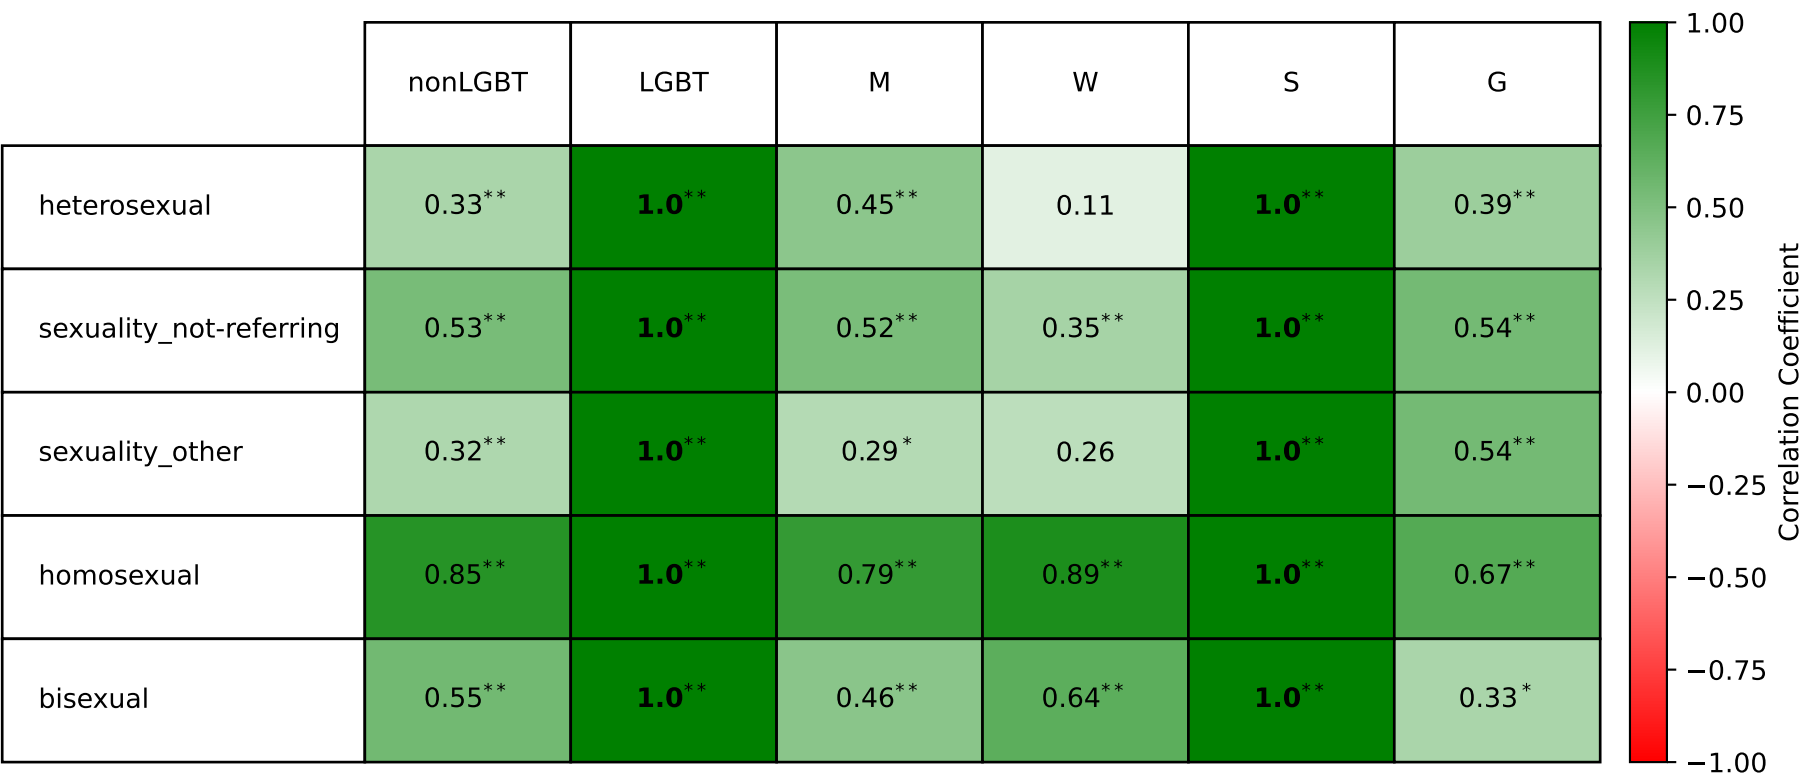 nonLGBT LGBT M W S G
heterosexual 0.33** 1.0** 0.45** 0.11 1.0** 0.39**
sexuality_not-referring 0.53** 1.0** 0.52** 0.35** 1.0** 0.54**
sexuality_other 0.32** 1.0** 0.29* 0.26 1.0** 0.54**
homosexual 0.85** 1.0** 0.79** 0.89** 1.0** 0.67**
bisexual 0.55** 1.0** 0.46** 0.64** 1.0** 0.33*
1.00
0.75
0.50
0.25
0.00
−0.25
−0.50
−0.75
−1.00
Correlation Coefficient